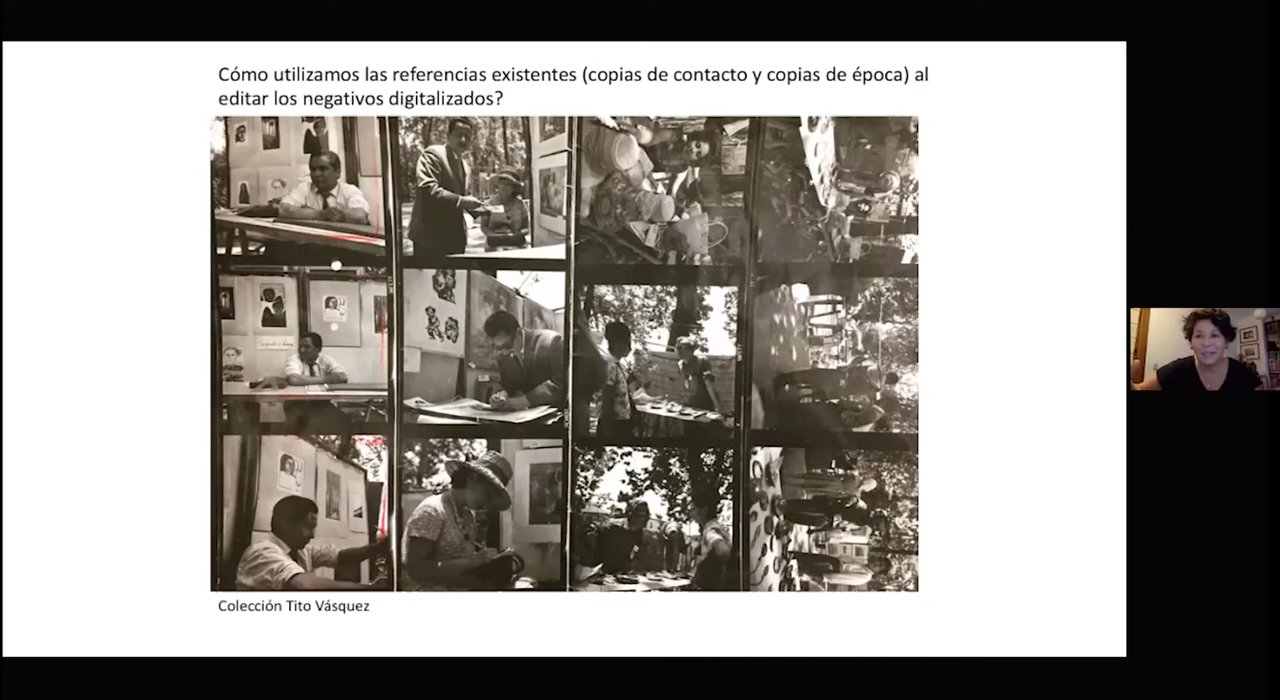 Cómo utilizamos las referencias existentes (copias de contacto y copias de época) al
editar los negativos digitalizados?
Colección Tito Vásquez